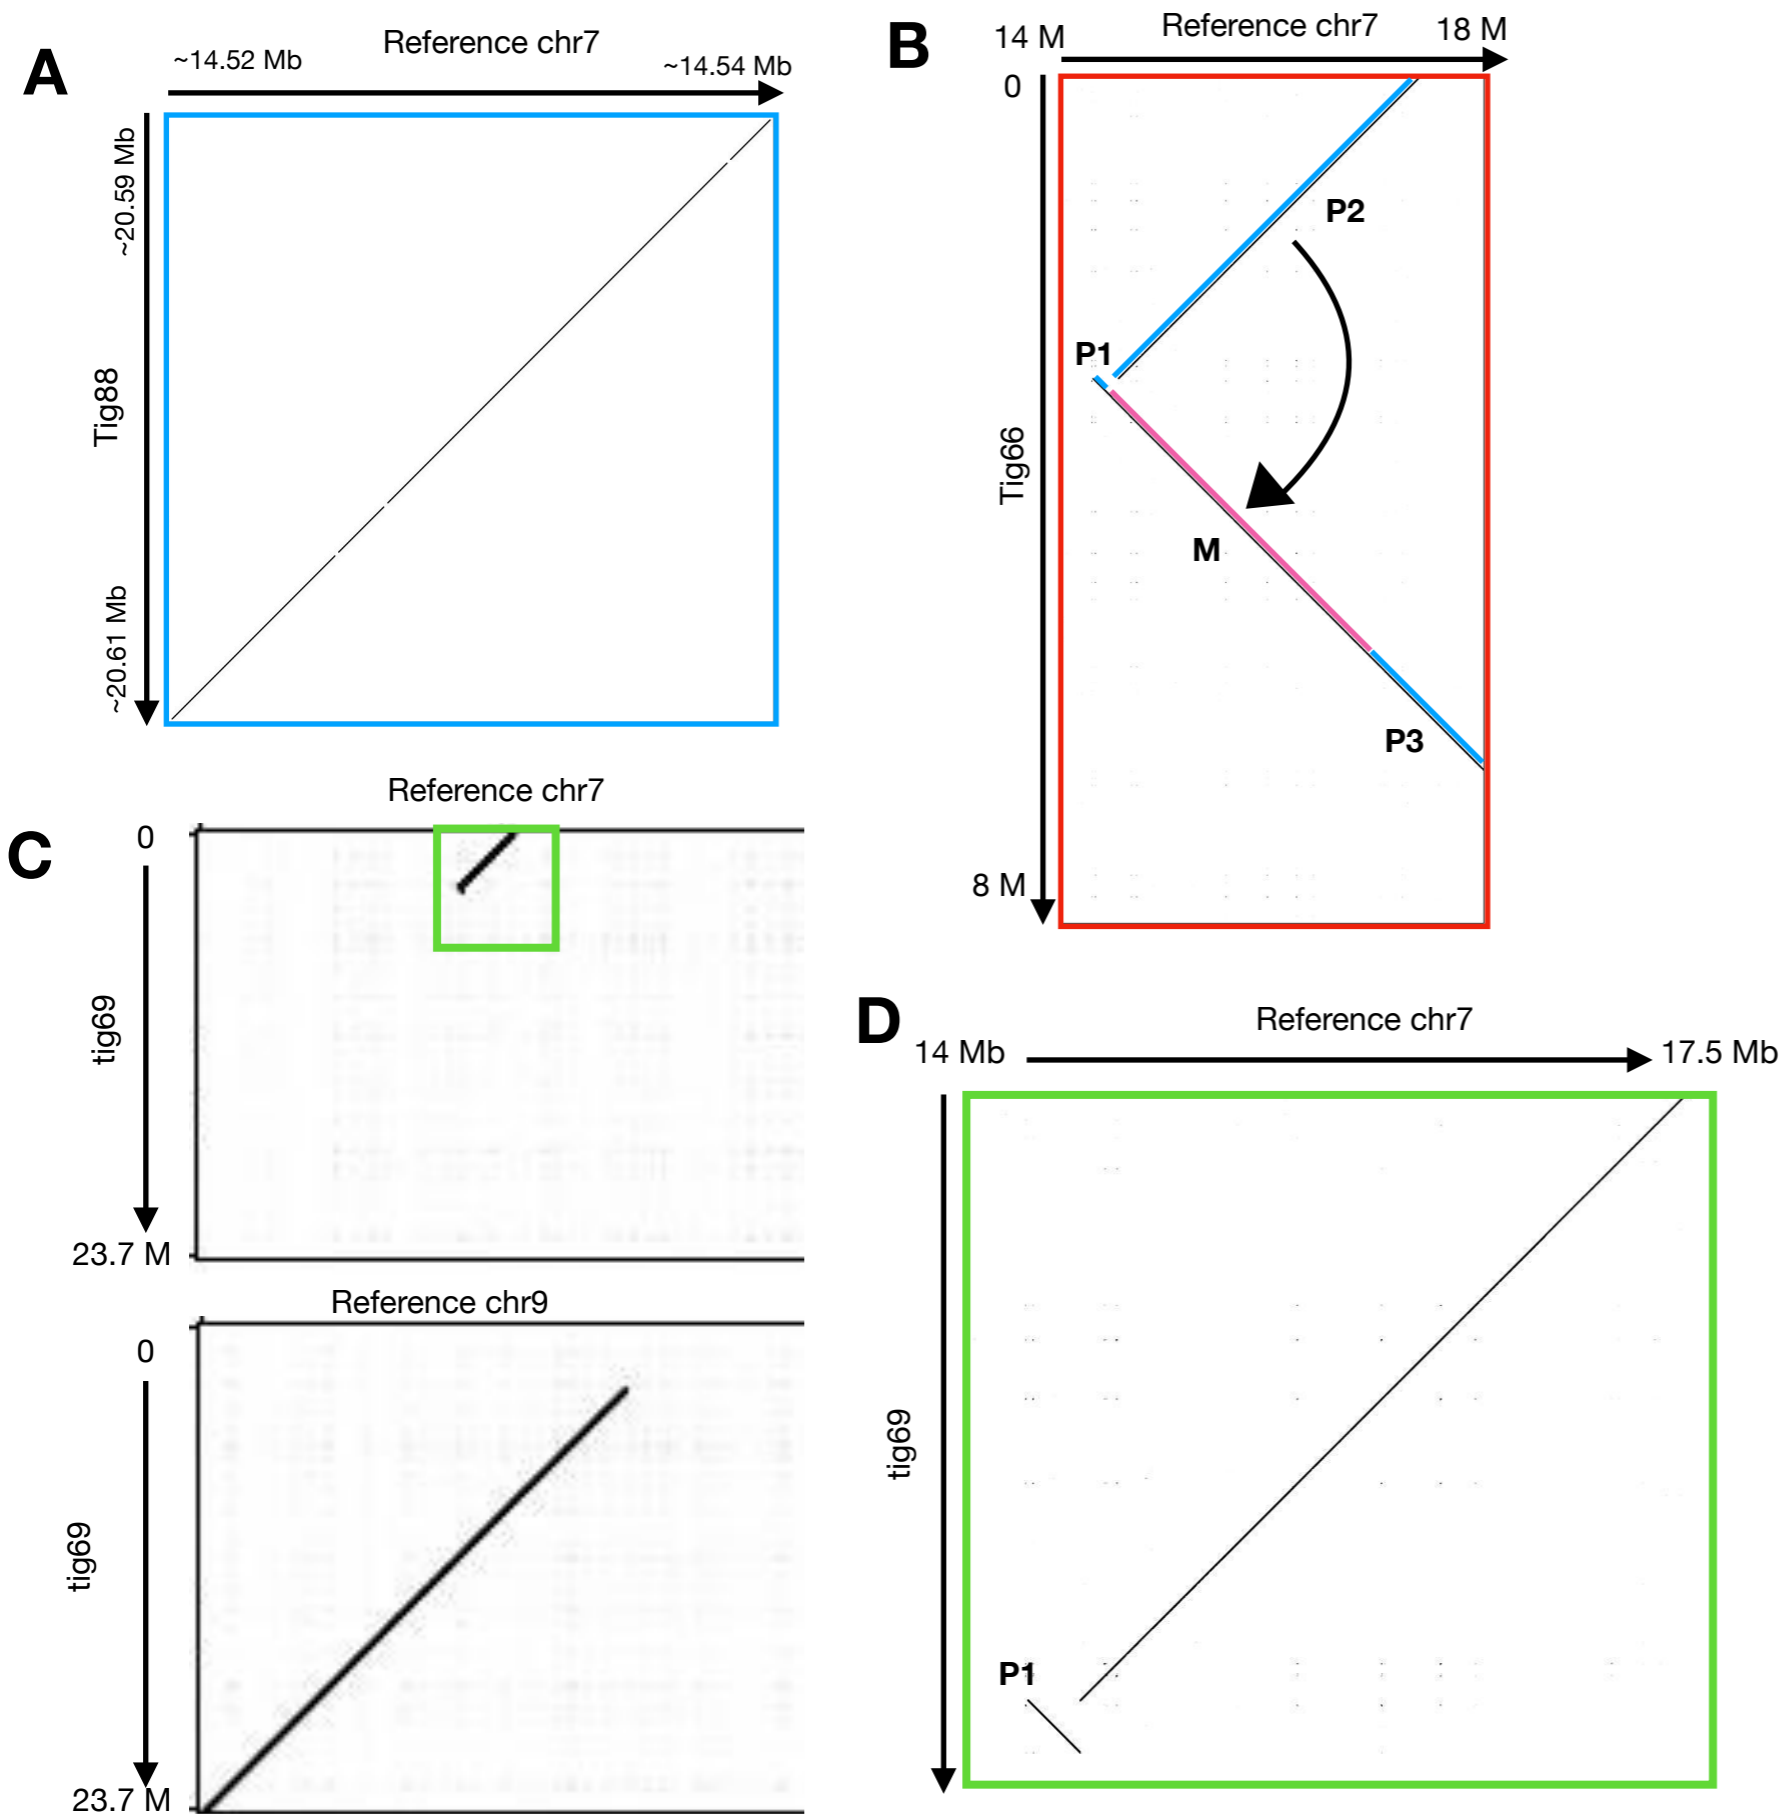 A
Reference chr7
~14.52 Mb
~14.54 Mb
~20.59 Mb
Tig88
~20.61 Mb
B
Reference chr7
14 M
18 M
0
P2
P1
Tig66
M
P3
8 M
C
Reference chr7
0
tig69
23.7 M
Reference chr9
0
tig69
23.7 M
D
Reference chr7
14 Mb
17.5 Mb
tig69
P1